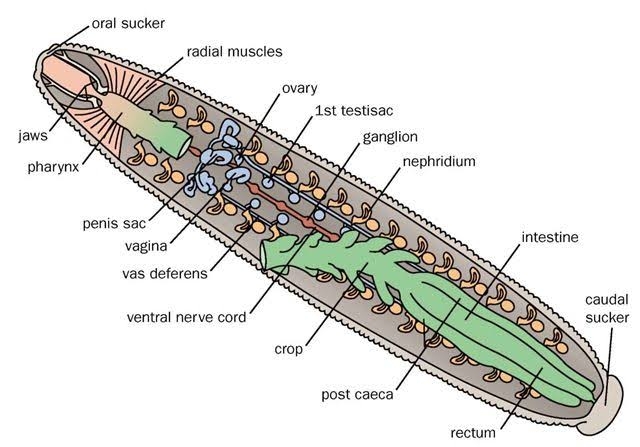 oral sucker
radial muscles
ovary
1st testisac
ganglion
nephridium
jaws
pharynx
penis sac
vagina
vas deferens
ventral nerve cord
crop
post caeca
rectum
intestine
caudal
sucker